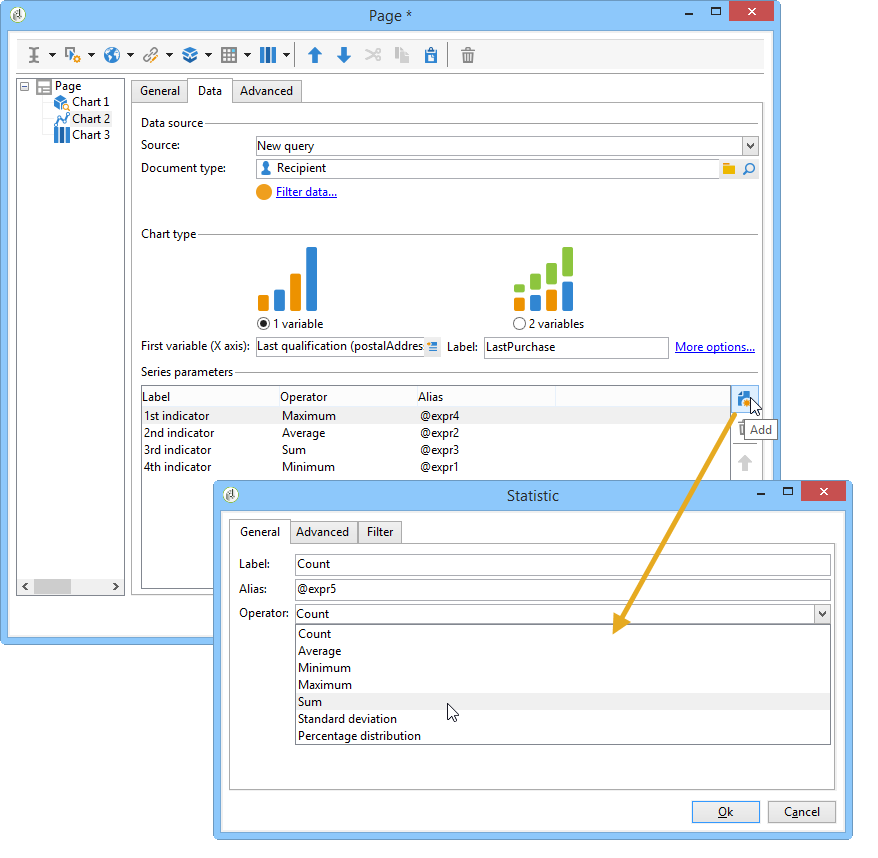 Page *
Page
Chart 1
Chart 2
Chart 3
General Data Advanced
Data source
Source: New query
Document type: Recipient
Filter data...
Chart type
1 variable 2 variables
First variable (X axis): Last qualification (postalAddres Label: LastPurchase More options...
Series parameters
Label Operator Alias
1st indicator Maximum @expr4
2nd indicator Average @expr2
3rd indicator Sum @expr3
4th indicator Minimum @expr1
Add
Statistic
General Advanced Filter
Label: Count
Alias: @expr5
Operator: Count
Count
Average
Minimum
Maximum
Sum
Standard deviation
Percentage distribution
Ok Cancel